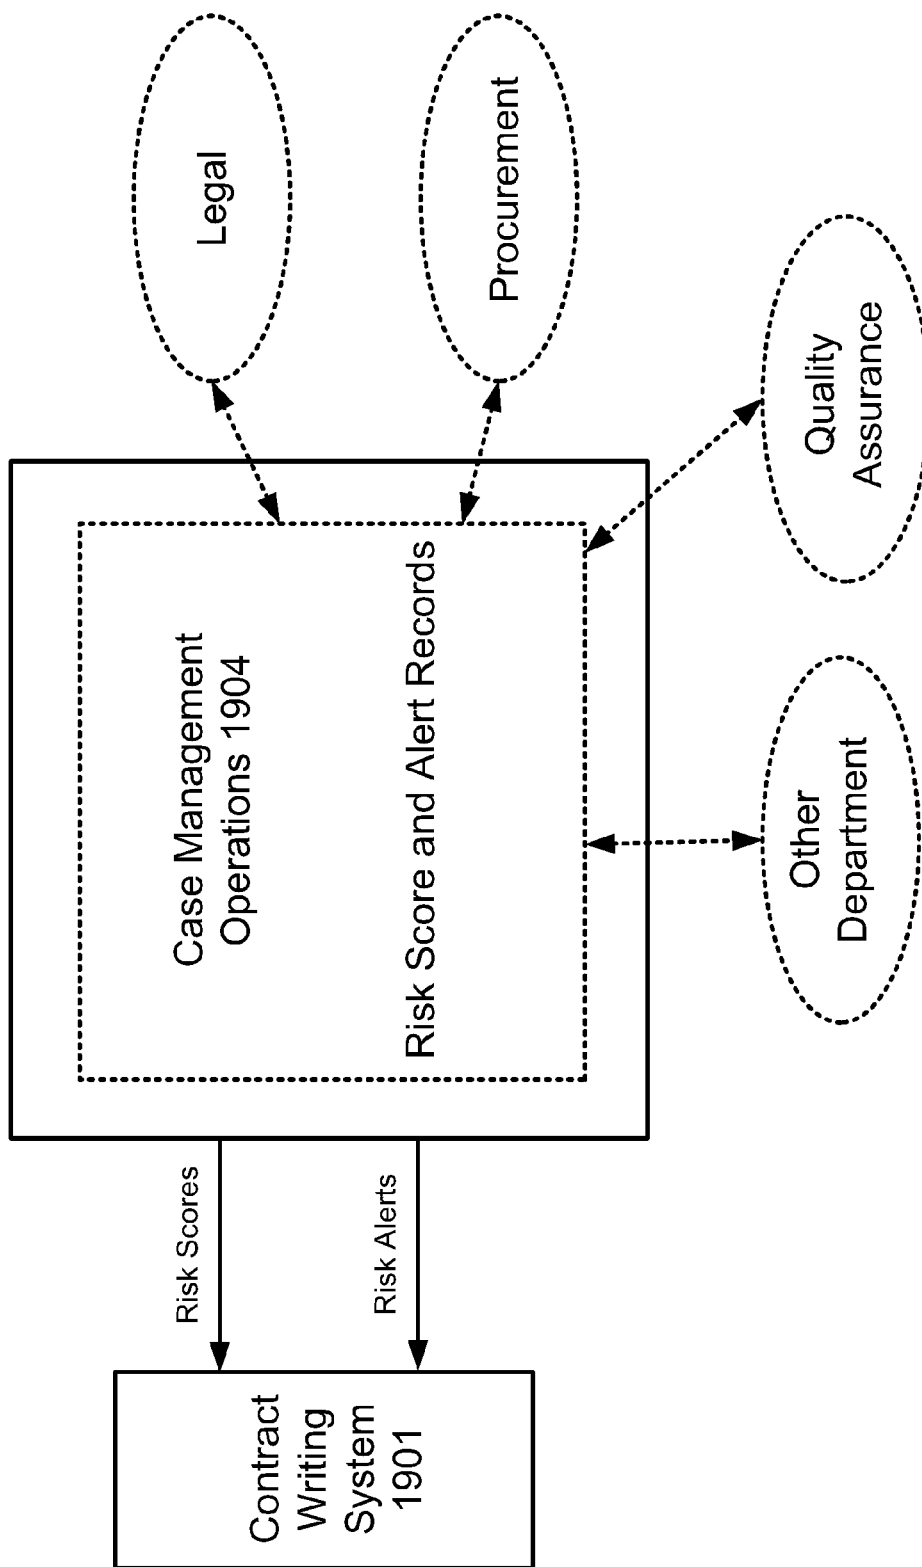 Contract
Writing
System
1901
Risk Scores
Risk Alerts
Case Management
Operations 1904
Risk Score and Alert Records
Legal
Procurement
Quality
Assurance
Other
Department